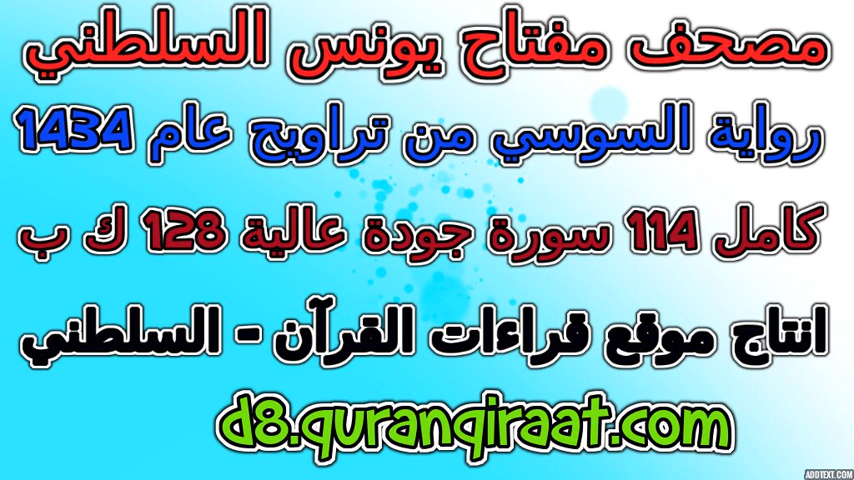 مصحف مفتاح يونس السلطني
رواية السوسي من تراويح عام 1434
كامل 114 سورة جودة عالية 128 ك ب
انتاج موقع قراءات القرآن - السلطني
d8.quranqiraat.com
ADDTEXT.COM